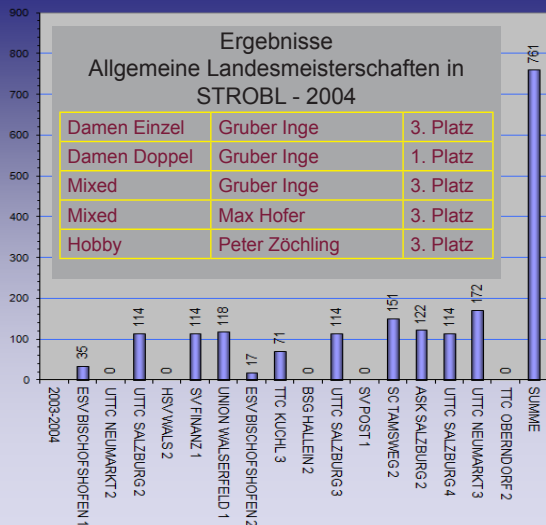 Ergebnisse
Allgemeine Landesmeisterschaften in
STROBL - 2004
Damen Einzel Gruber Inge 3. Platz
Damen Doppel Gruber Inge 1. Platz
Mixed Gruber Inge 3. Platz
Mixed Max Hofer 3. Platz
Hobby Peter Zöchling 3. Platz
900
800
700
600
500
400
300
200
100
0
35
0
114
0
114
118
17
71
0
114
0
151
122
114
172
0
761
2003-2004
ESV BISCHOFSHOFEN 1
UTTC NEUMARKT 2
UTTC SALZBURG 2
HSV WALS 2
SV FINANZ 1
UNION WALSERFELD 1
ESV BISCHOFSHOFEN 2
TTC KUCHL 3
BSG HALLEIN 2
UTTC SALZBURG 3
SV POST 1
SC TAMSWEG 2
ASK SALZBURG 2
UTTC SALZBURG 4
UTTC NEUMARKT 3
TTC OBERNDORF 2
SUMME